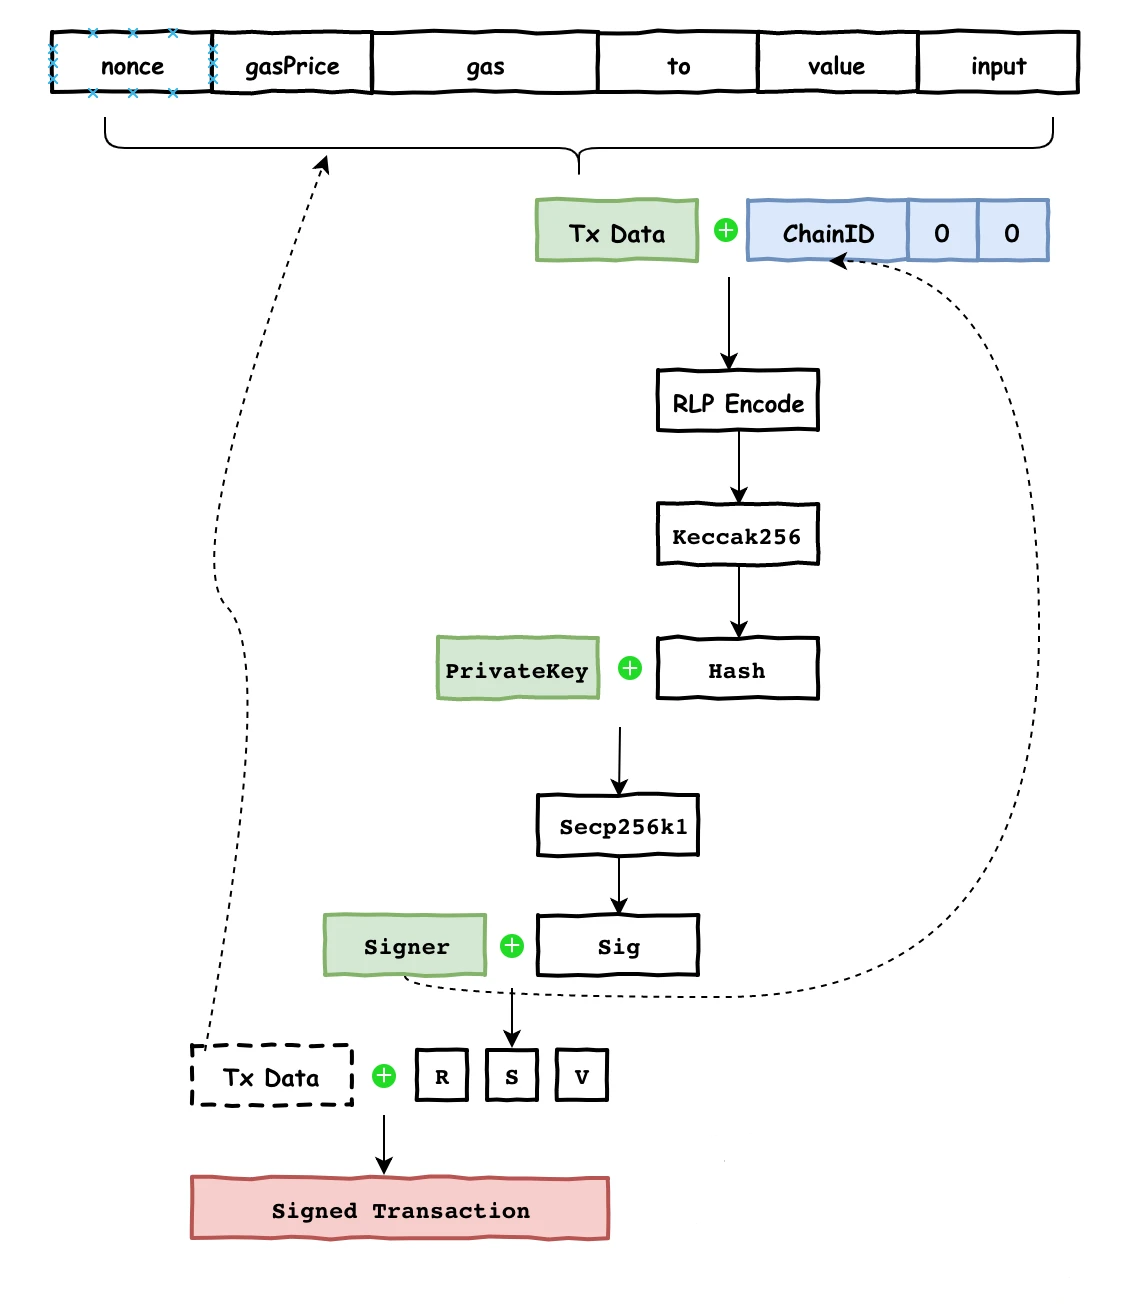 nonce gasPrice gas to value input
Tx Data ChainID 0 0
RLP Encode
Keccak256
PrivateKey Hash
Secp256k1
Signer Sig
Tx Data R S V
Signed Transaction